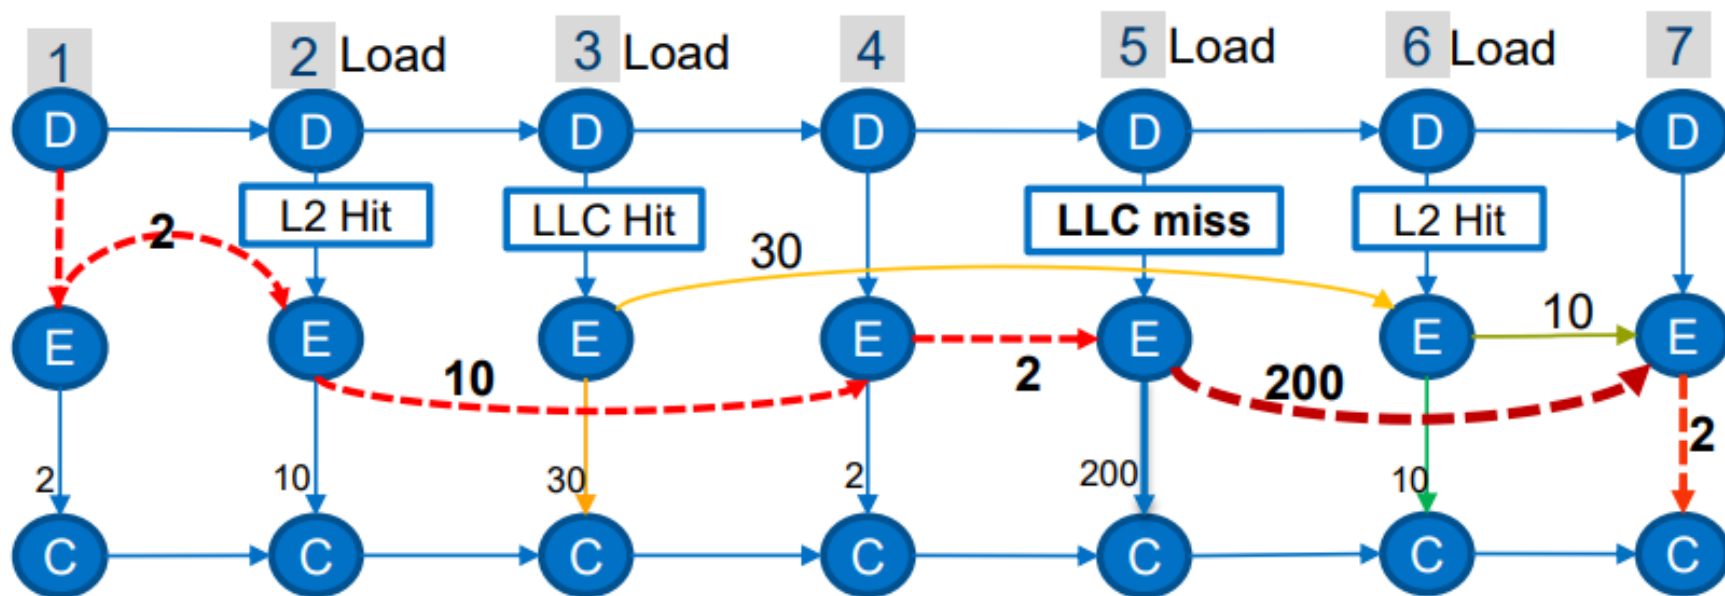 1 2 Load 3 Load 4 5 Load 6 Load 7
D D D D D D D
L2 Hit LLC Hit LLC miss L2 Hit
2 30 10
E E E E E E E
10 2 200
2 10 30 2 200 10 2
C C C C C C C